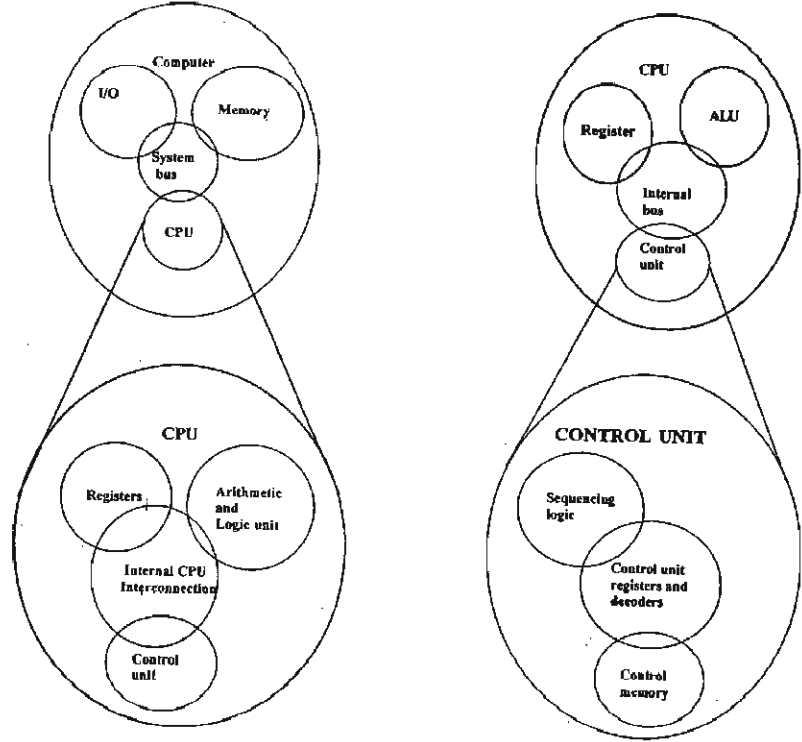 Computer
I/O
Memory
System
bus
CPU
CPU
Registers
Arithmetic
and
Logic unit
Internal CPU
Interconnection
Control
unit
CPU
Register
ALU
Internal
bus
Control
unit
CONTROL UNIT
Sequencing
logic
Control unit
registers and
decoders
Control
memory